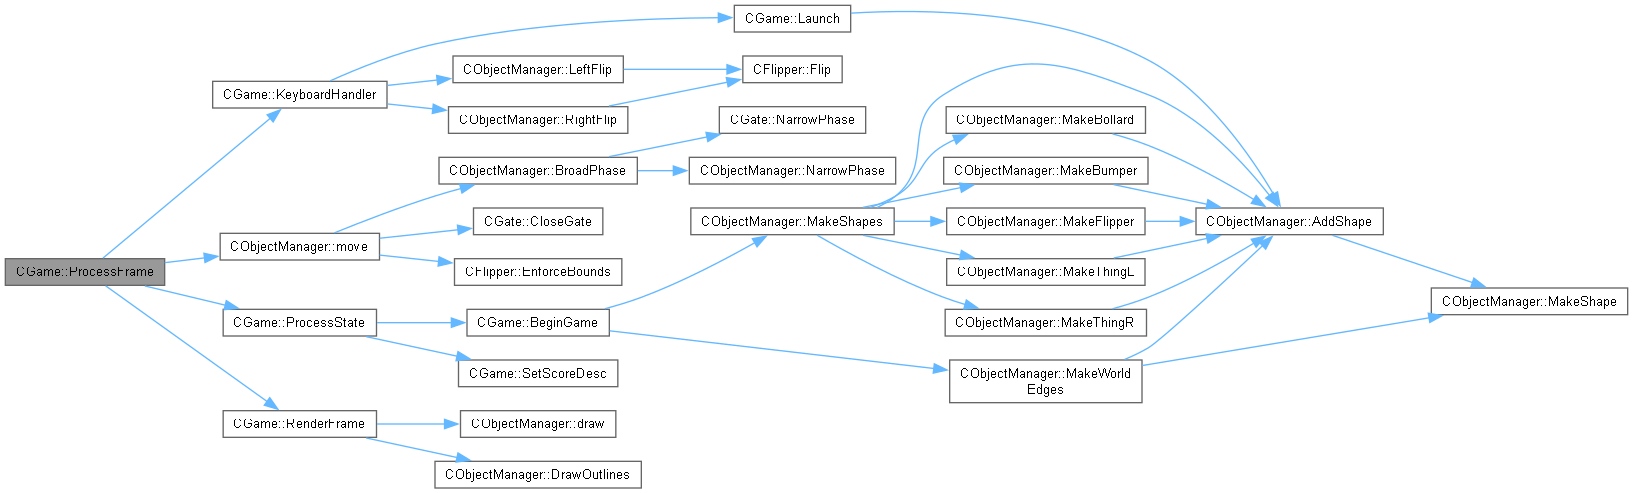 CGame::ProcessFrame
CGame::KeyboardHandler
CObjectManager::move
CGame::ProcessState
CGame::RenderFrame
CGame::Launch
CObjectManager::LeftFlip
CObjectManager::RightFlip
CFlipper::Flip
CObjectManager::BroadPhase
CGate::NarrowPhase
CObjectManager::NarrowPhase
CGate::CloseGate
CFlipper::EnforceBounds
CGame::BeginGame
CGame::SetScoreDesc
CObjectManager::draw
CObjectManager::DrawOutlines
CObjectManager::MakeShapes
CObjectManager::MakeBollard
CObjectManager::MakeBumper
CObjectManager::MakeFlipper
CObjectManager::MakeThingL
CObjectManager::MakeThingR
CObjectManager::MakeWorld
Edges
CObjectManager::AddShape
CObjectManager::MakeShape